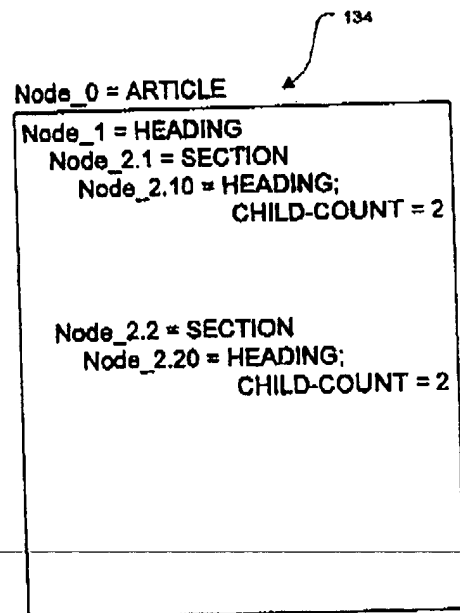 134
Node_0 = ARTICLE
Node_1 = HEADING
Node_2.1 = SECTION
Node_2.10 = HEADING;
CHILD-COUNT = 2
Node_2.2 = SECTION
Node_2.20 = HEADING;
CHILD-COUNT = 2